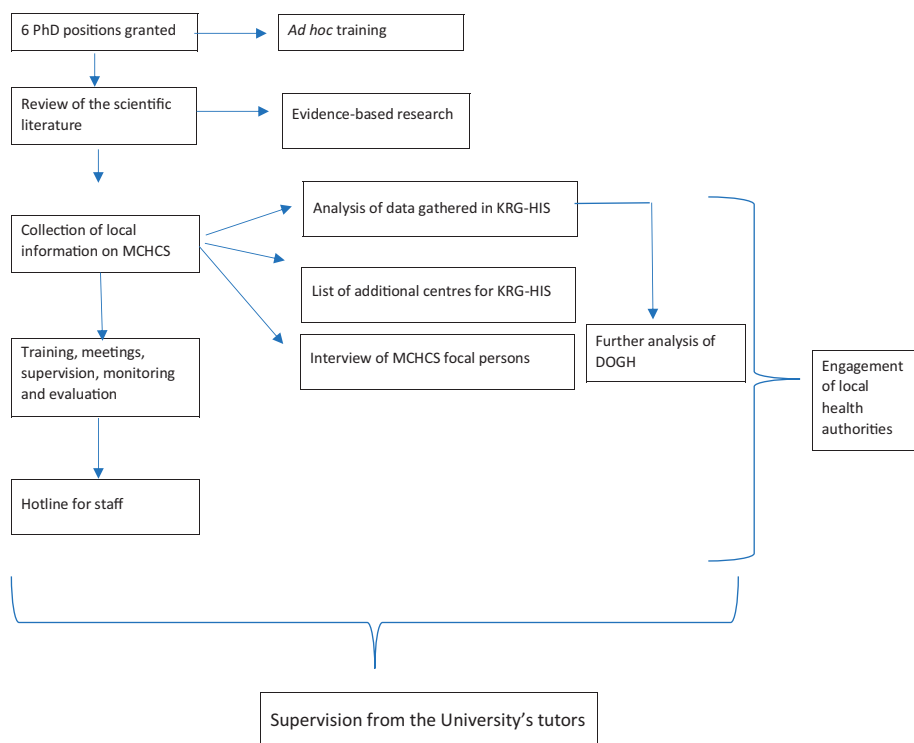 6 PhD positions granted
Ad hoc training
Review of the scientific
literature
Evidence-based research
Collection of local
information on MCHCS
Analysis of data gathered in KRG-HIS
List of additional centres for KRG-HIS
Interview of MCHCS focal persons
Further analysis of
DOGH
Training, meetings,
supervision, monitoring
and evaluation
Hotline for staff
Engagement
of local
health
authorities
Supervision from the University’s tutors